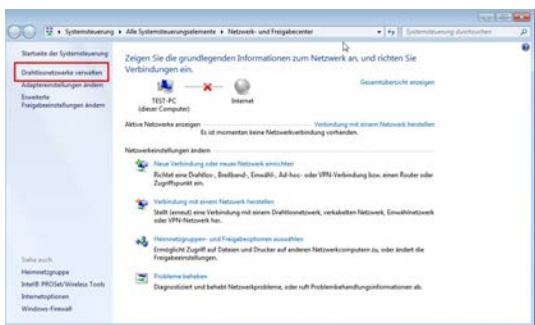 Systemsteuerung ▸ Alle Systemsteuerungselemente ▸ Netzwerk- und Freigabecenter
Systemsteuerung durchsuchen
Startseite der Systemsteuerung
Drahtlosnetzwerke verwalten
Adaptereinstellungen ändern
Erweiterte
Freigabeeinstellungen ändern
Zeigen Sie die grundlegenden Informationen zum Netzwerk an, und richten Sie
Verbindungen ein.
Gesamtübersicht anzeigen
TEST-PC
(dieser Computer)
Internet
Aktive Netzwerke anzeigen
Verbindung mit einem Netzwerk herstellen
Es ist momentan keine Netzwerkverbindung vorhanden.
Netzwerkeinstellungen ändern
Neue Verbindung oder neues Netzwerk einrichten
Richtet eine Drahtlos-, Breitband-, Einwähl-, Ad-hoc- oder VPN-Verbindung bzw. einen Router oder
Zugriffspunkt ein.
Verbindung mit einem Netzwerk herstellen
Stellt (erneut) eine Verbindung mit einem Drahtlosnetzwerk, verkabelten Netzwerk, Einwählnetzwerk
oder VPN-Netzwerk her.
Heimnetzgruppen- und Freigabeoptionen auswählen
Ermöglicht Zugriff auf Dateien und Drucker auf anderen Netzwerkcomputern zu, oder ändert die
Freigabeeinstellungen.
Probleme beheben
Diagnostiziert und behebt Netzwerkprobleme, oder ruft Problembehandlungsinformationen ab.
Siehe auch
Heimnetzgruppe
Intel® PROSet/Wireless Tools
Internetoptionen
Windows-Firewall